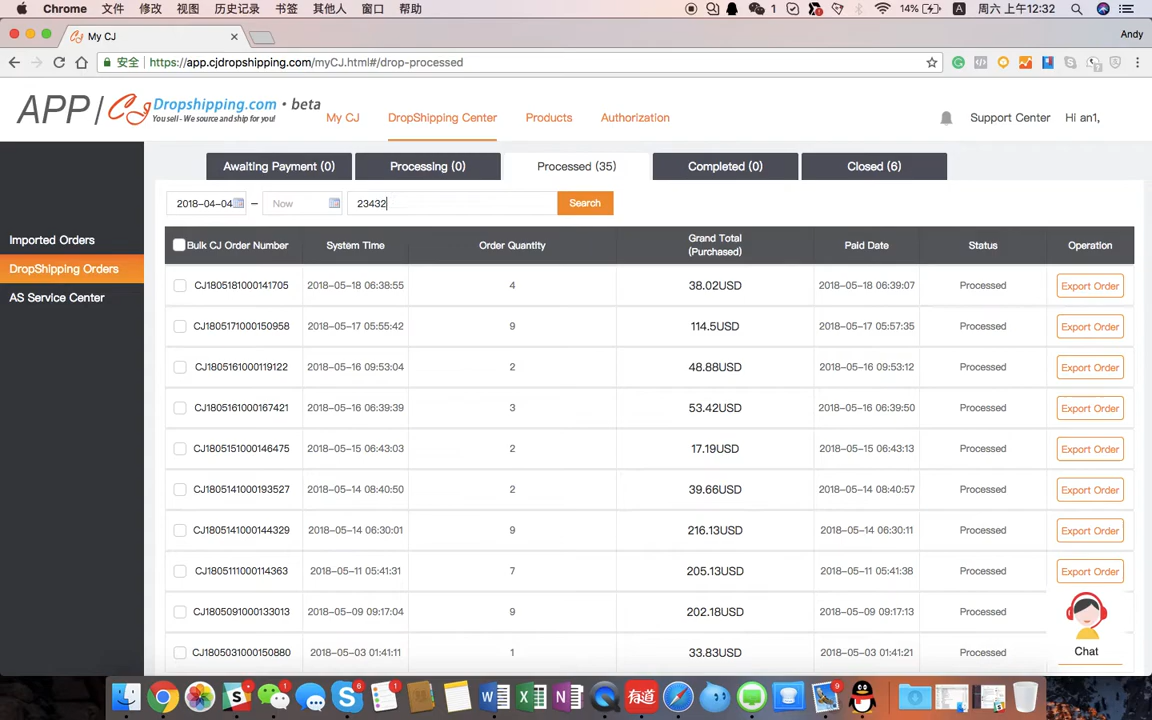 Chrome 文件 修改 视图 历史记录 书签 其他人 窗口 帮助 1 14% A 周六 上午12:32
My CJ Andy
安全 https://app.cjdropshipping.com/myCJ.html#/drop-processed
APP / CJ Dropshipping.com • beta
You sell - We source and ship for you!
My CJ DropShipping Center Products Authorization Support Center Hi an1,
Awaiting Payment (0) Processing (0) Processed (35) Completed (0) Closed (6)
2018-04-04 – Now 23432 Search
Imported Orders
DropShipping Orders
AS Service Center
Bulk CJ Order Number System Time Order Quantity Grand Total (Purchased) Paid Date Status Operation
CJ1805181000141705 2018-05-18 06:38:55 4 38.02USD 2018-05-18 06:39:07 Processed Export Order
CJ1805171000150958 2018-05-17 05:55:42 9 114.5USD 2018-05-17 05:57:35 Processed Export Order
CJ1805161000119122 2018-05-16 09:53:04 2 48.88USD 2018-05-16 09:53:12 Processed Export Order
CJ1805161000167421 2018-05-16 06:39:39 3 53.42USD 2018-05-16 06:39:50 Processed Export Order
CJ1805151000146475 2018-05-15 06:43:03 2 17.19USD 2018-05-15 06:43:13 Processed Export Order
CJ1805141000193527 2018-05-14 08:40:50 2 39.66USD 2018-05-14 08:40:57 Processed Export Order
CJ1805141000144329 2018-05-14 06:30:01 9 216.13USD 2018-05-14 06:30:11 Processed Export Order
CJ1805111000114363 2018-05-11 05:41:31 7 205.13USD 2018-05-11 05:41:38 Processed Export Order
CJ1805091000133013 2018-05-09 09:17:04 9 202.18USD 2018-05-09 09:17:13 Processed
CJ1805031000150880 2018-05-03 01:41:11 1 33.83USD 2018-05-03 01:41:21 Processed
Chat
1 6 1 有道 9